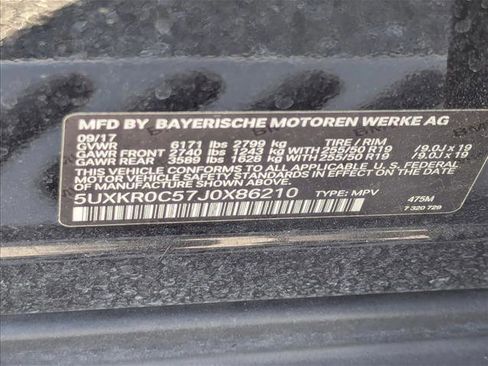 MFD BY BAYERISCHE MOTOREN WERKE AG
09/17
GVWR 6171 lbs 2799 kg TIRE / RIM
GAWR FRONT 2740 lbs 1243 kg WITH 255/50 R19 /9.0J x 19
GAWR REAR 3589 lbs 1628 kg WITH 255/50 R19 /9.0J x 19
THIS VEHICLE CONFORMS TO ALL APPLICABLE U.S. FEDERAL
MOTOR VEHICLE SAFETY STANDARDS IN EFFECT ON THE DATE OF
MANUFACTURE SHOWN ABOVE.
5UXKR0C57J0X86210 TYPE: MPV 475M
7 320 729